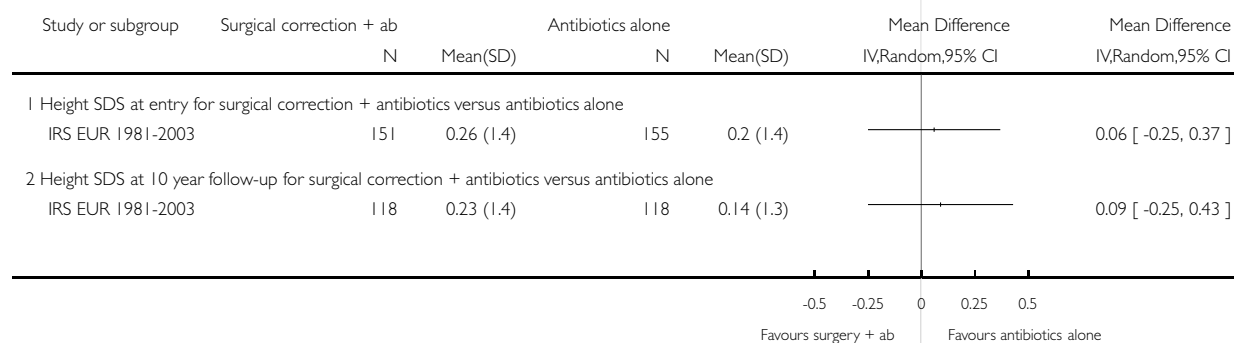 Study or subgroup Surgical correction + ab Antibiotics alone Mean Difference Mean Difference
N Mean(SD) N Mean(SD) IV,Random,95% CI IV,Random,95% CI
1 Height SDS at entry for surgical correction + antibiotics versus antibiotics alone
IRS EUR 1981-2003 151 0.26 (1.4) 155 0.2 (1.4) 0.06 [ -0.25, 0.37 ]
2 Height SDS at 10 year follow-up for surgical correction + antibiotics versus antibiotics alone
IRS EUR 1981-2003 118 0.23 (1.4) 118 0.14 (1.3) 0.09 [ -0.25, 0.43 ]
-0.5 -0.25 0 0.25 0.5
Favours surgery + ab Favours antibiotics alone